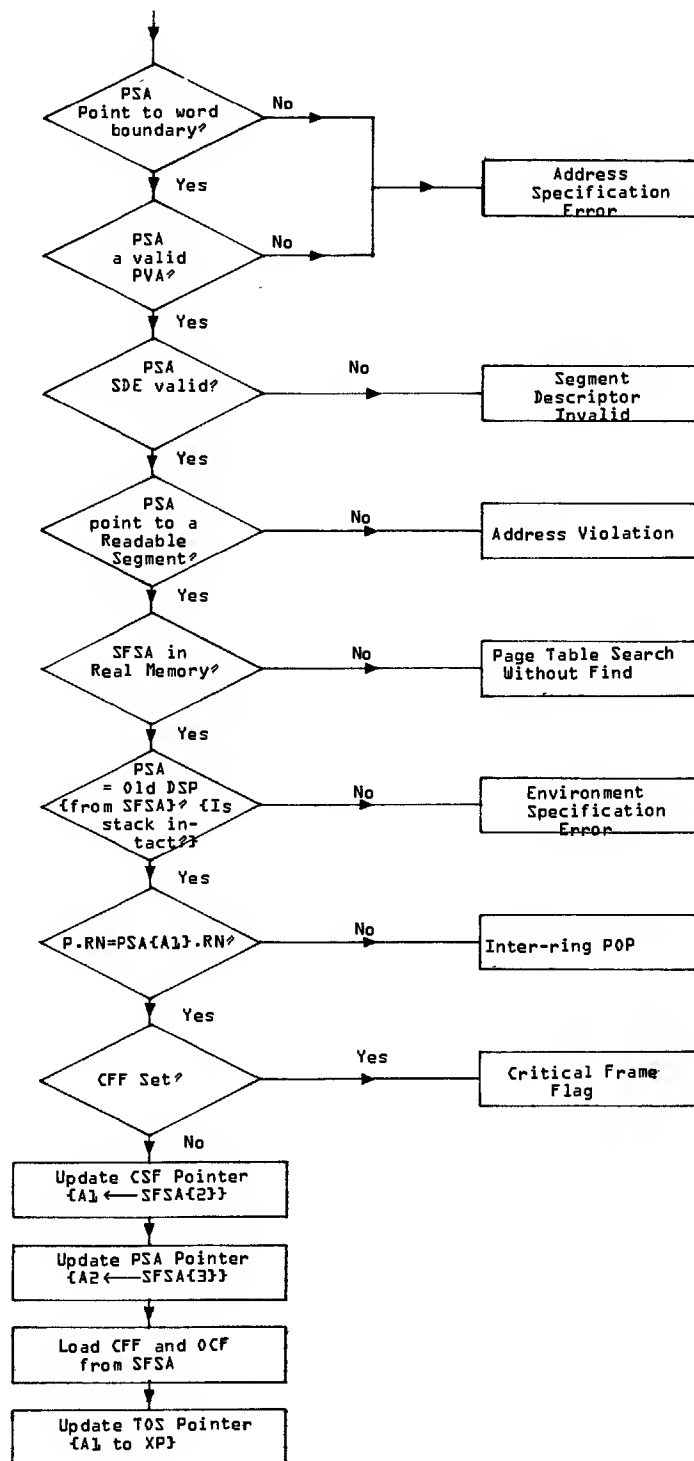 PSA
Point to word
boundary?
No
Yes
Address
Specification
Error
PSA
a valid
PVA?
No
Yes
PSA
SDE valid?
No
Segment
Descriptor
Invalid
Yes
PSA
point to a
Readable
Segment?
No
Address Violation
Yes
SFSA in
Real Memory?
No
Page Table Search
Without Find
Yes
PSA
= Old DSP
{from SFSA}? {Is
stack in-
tact?}
No
Environment
Specification
Error
Yes
P.RN=PSA{A1}.RN?
No
Inter-ring POP
Yes
CFF Set?
Yes
Critical Frame
Flag
No
Update CSF Pointer
{A1 ⟵ SFSA{2}}
Update PSA Pointer
{A2 ⟵ SFSA{3}}
Load CFF and OCF
from SFSA
Update TOS Pointer
{A1 to XP}